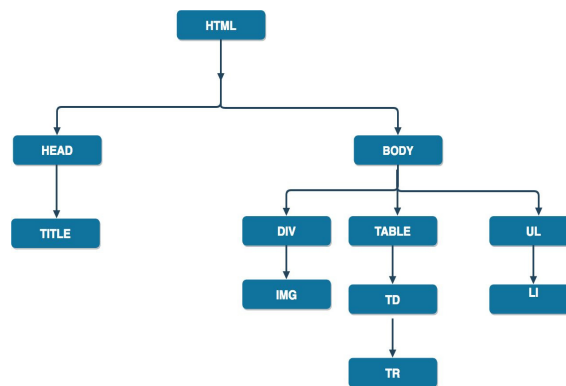 HTML
HEAD
BODY
TITLE
DIV
TABLE
UL
IMG
TD
LI
TR